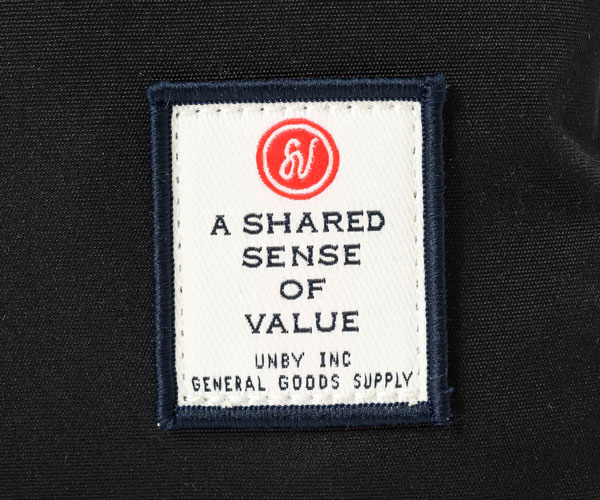 A SHARED
SENSE
OF
VALUE
UNBY INC
GENERAL GOODS SUPPLY